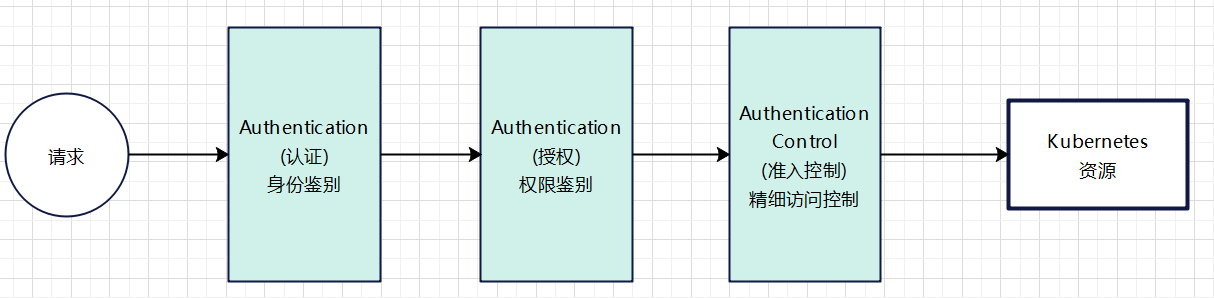 请求
Authentication
(认证)
身份鉴别
Authentication
(授权)
权限鉴别
Authentication
Control
(准入控制)
精细访问控制
Kubernetes
资源